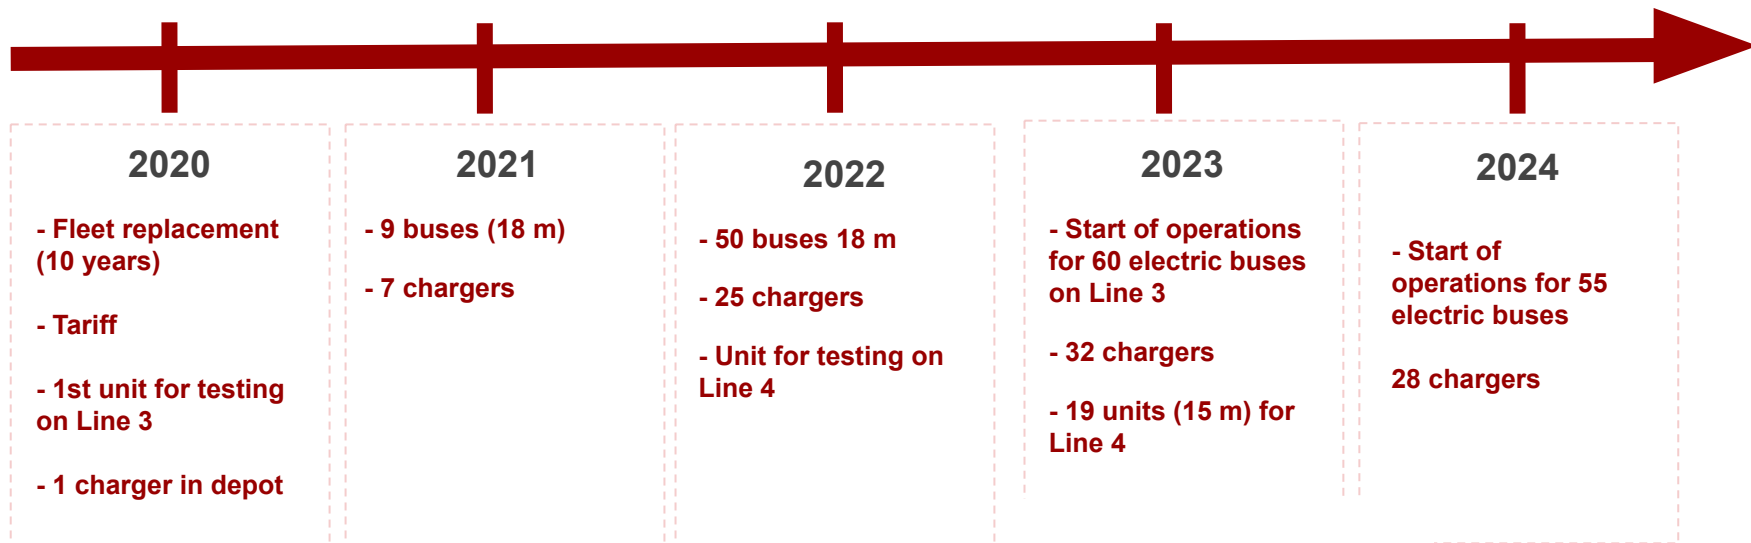 2020
- Fleet replacement
(10 years)
- Tariff
- 1st unit for testing
on Line 3
- 1 charger in depot
2021
- 9 buses (18 m)
- 7 chargers
2022
- 50 buses 18 m
- 25 chargers
- Unit for testing on
Line 4
2023
- Start of operations
for 60 electric buses
on Line 3
- 32 chargers
- 19 units (15 m) for
Line 4
2024
- Start of
operations for 55
electric buses
28 chargers